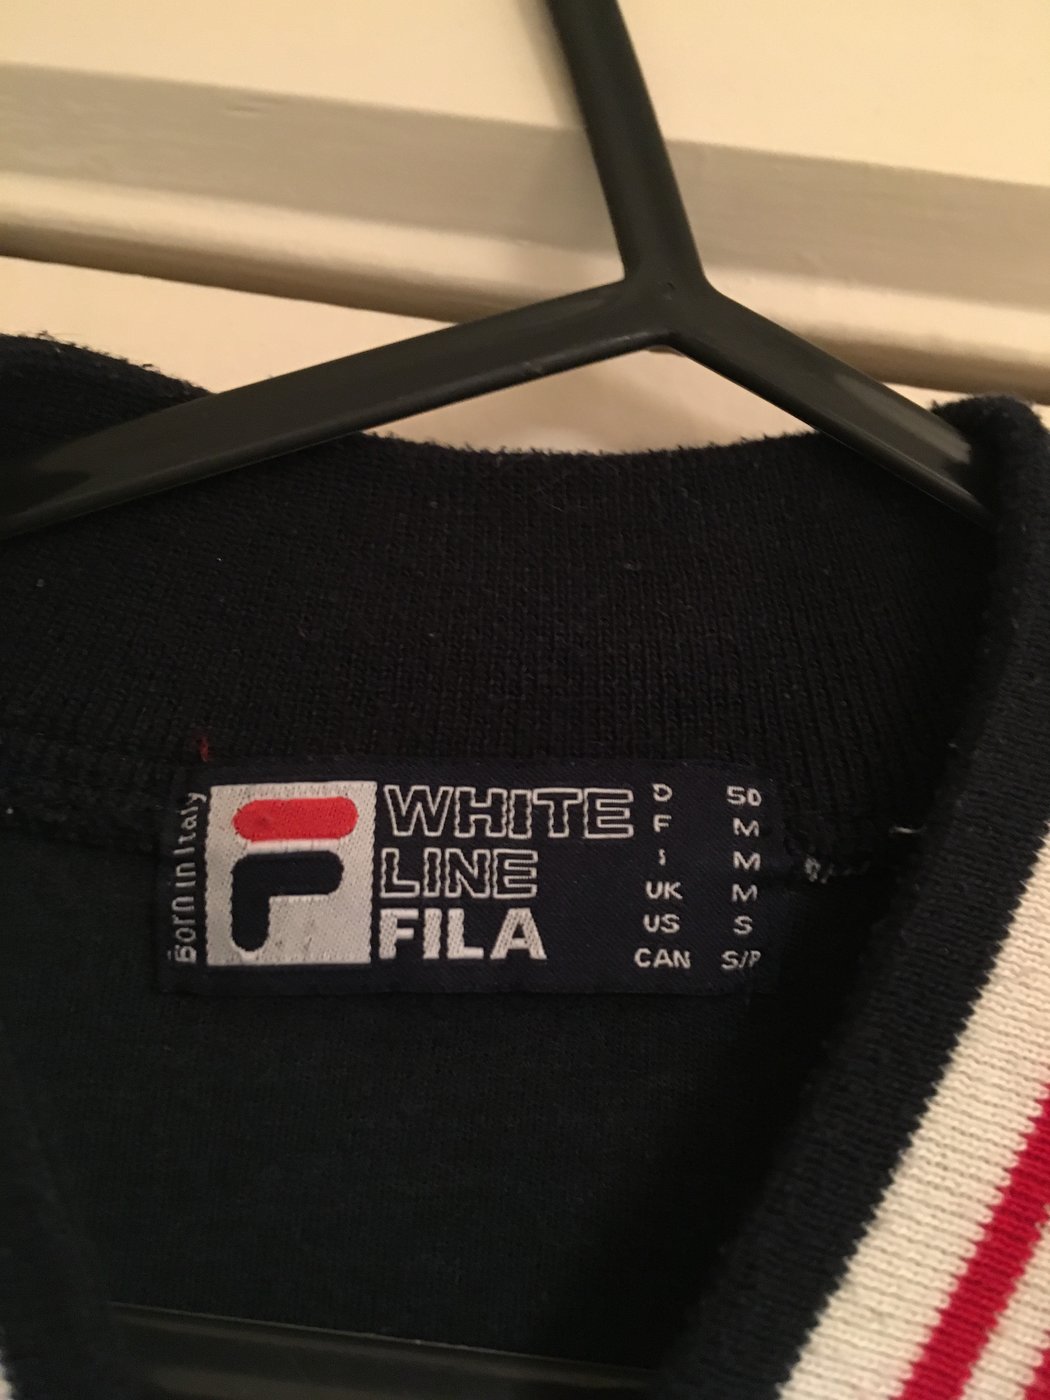 Born in Italy
WHITE
LINE
FILA
D 50
F M
I M
UK M
US S
CAN S/P